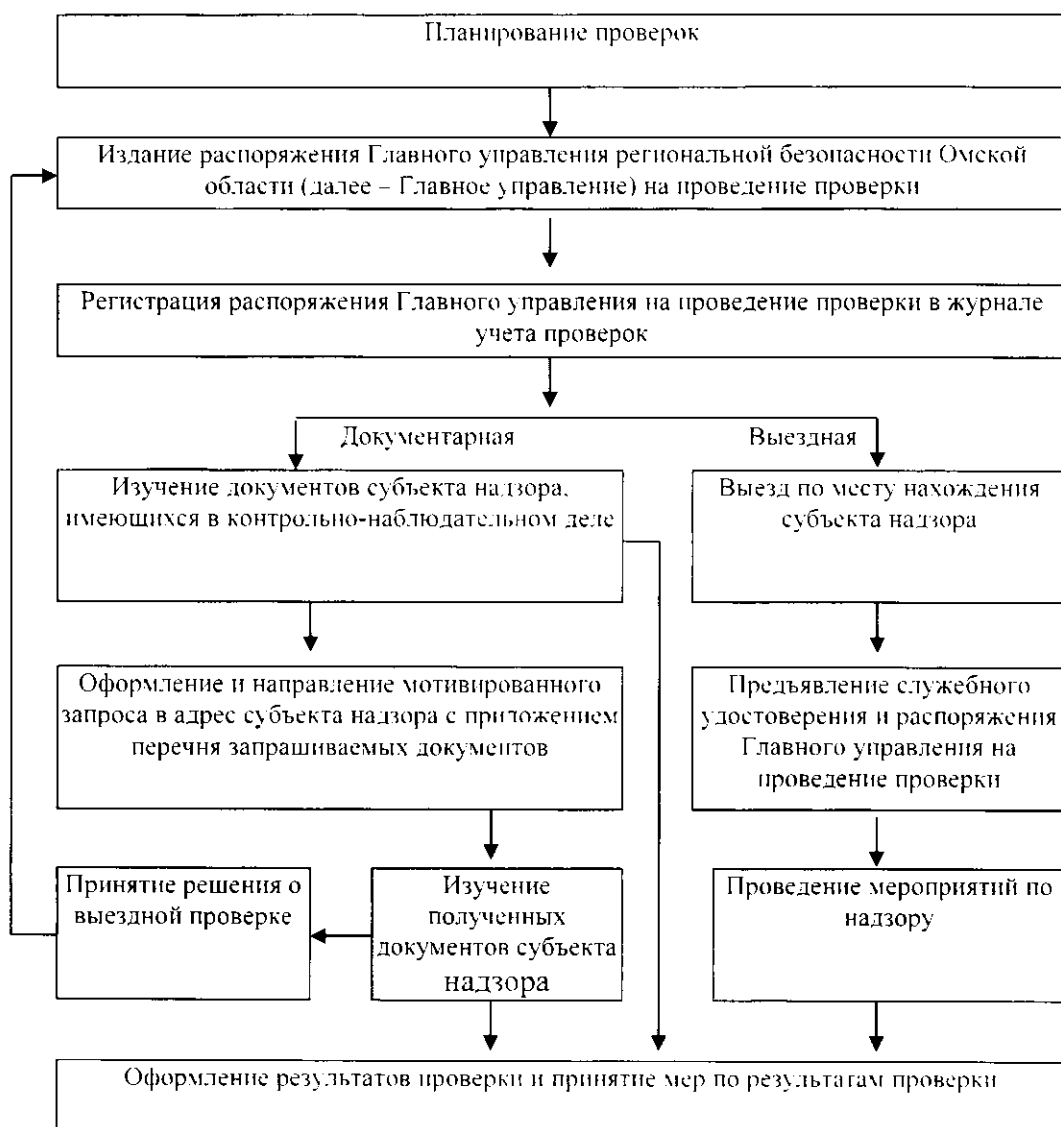 Планирование проверок
Издание распоряжения Главного управления региональной безопасности Омской
области (далее – Главное управление) на проведение проверки
Регистрация распоряжения Главного управления на проведение проверки в журнале
учета проверок
Документарная
Выездная
Изучение документов субъекта надзора,
имеющихся в контрольно-наблюдательном деле
Выезд по месту нахождения
субъекта надзора
Оформление и направление мотивированного
запроса в адрес субъекта надзора с приложением
перечня запрашиваемых документов
Предъявление служебного
удостоверения и распоряжения
Главного управления на
проведение проверки
Принятие решения о
выездной проверке
Изучение
полученных
документов субъекта
надзора
Проведение мероприятий по
надзору
Оформление результатов проверки и принятие мер по результатам проверки